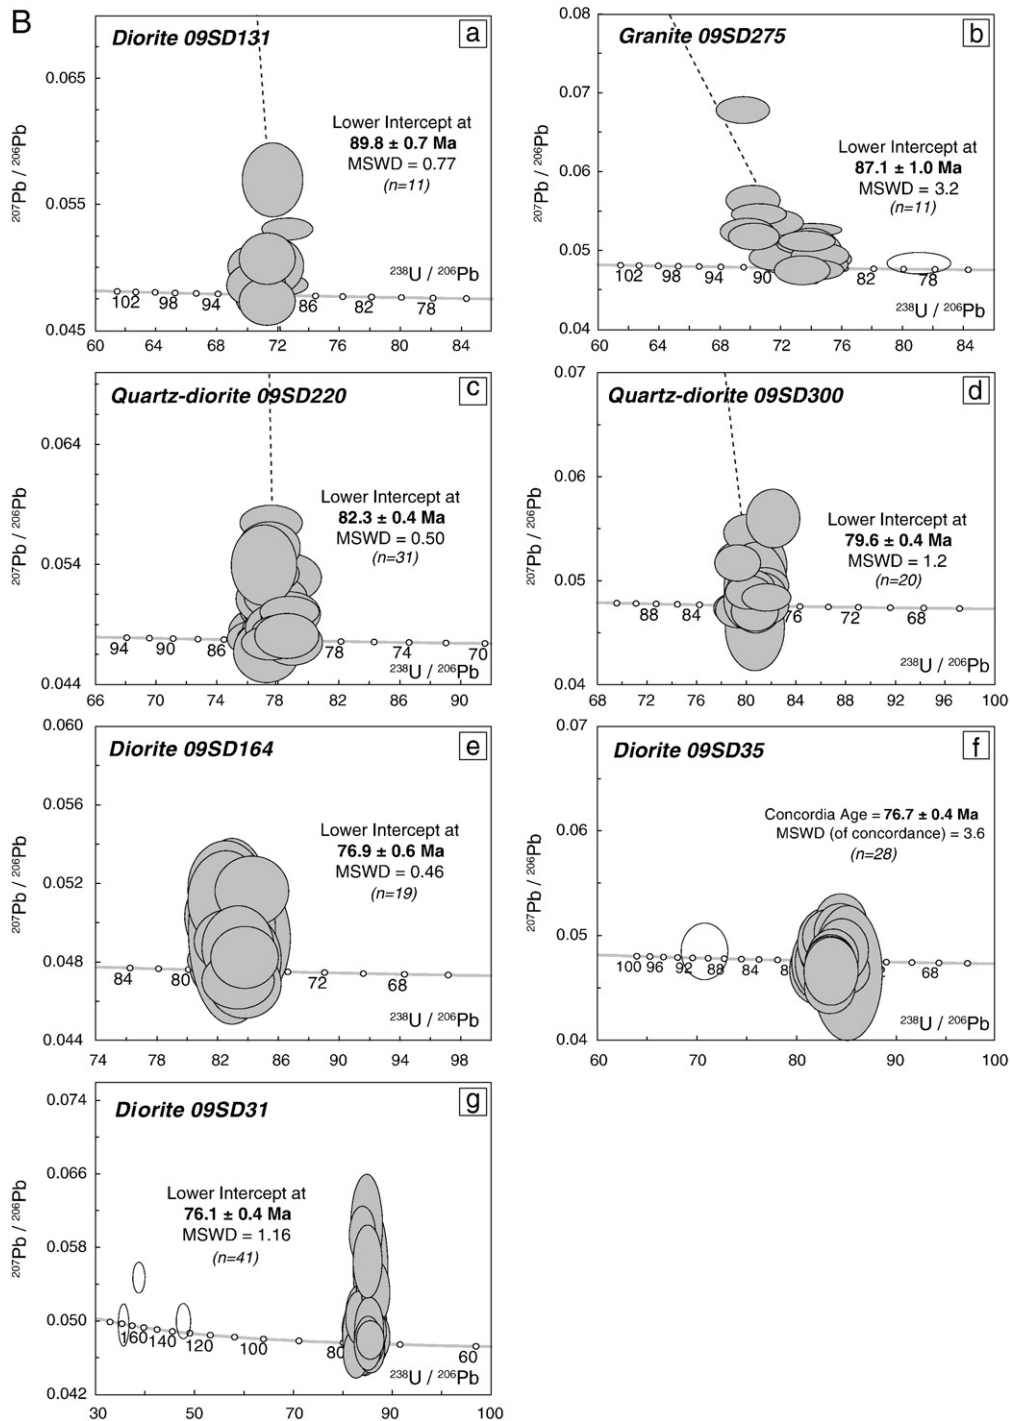 B
Diorite 09SD131
a
0.065
0.055
0.045
207Pb / 206Pb
Lower Intercept at
89.8 ± 0.7 Ma
MSWD = 0.77
(n=11)
238U / 206Pb
102 98 94 86 82 78
60 64 68 72 76 80 84
Granite 09SD275
b
0.08
0.07
0.06
0.05
0.04
207Pb / 206Pb
Lower Intercept at
87.1 ± 1.0 Ma
MSWD = 3.2
(n=11)
102 98 94 90 82 78
238U / 206Pb
60 64 68 72 76 80 84
Quartz-diorite 09SD220
c
0.064
0.054
0.044
207Pb / 206Pb
Lower Intercept at
82.3 ± 0.4 Ma
MSWD = 0.50
(n=31)
94 90 86 78 74 70
238U / 206Pb
66 70 74 78 82 86 90
Quartz-diorite 09SD300
d
0.07
0.06
0.05
0.04
207Pb / 206Pb
Lower Intercept at
79.6 ± 0.4 Ma
MSWD = 1.2
(n=20)
88 84 76 72 68
238U / 206Pb
68 72 76 80 84 88 92 96 100
Diorite 09SD164
e
0.060
0.056
0.052
0.048
0.044
207Pb / 206Pb
Lower Intercept at
76.9 ± 0.6 Ma
MSWD = 0.46
(n=19)
84 80 72 68
238U / 206Pb
74 78 82 86 90 94 98
Diorite 09SD35
f
0.07
0.06
0.05
0.04
207Pb / 206Pb
Concordia Age = 76.7 ± 0.4 Ma
MSWD (of concordance) = 3.6
(n=28)
100 96 92 88 84 68
238U / 206Pb
60 70 80 90 100
Diorite 09SD31
g
0.074
0.066
0.058
0.050
0.042
207Pb / 206Pb
Lower Intercept at
76.1 ± 0.4 Ma
MSWD = 1.16
(n=41)
160 140 120 100 80 60
238U / 206Pb
30 40 50 60 70 80 90 100